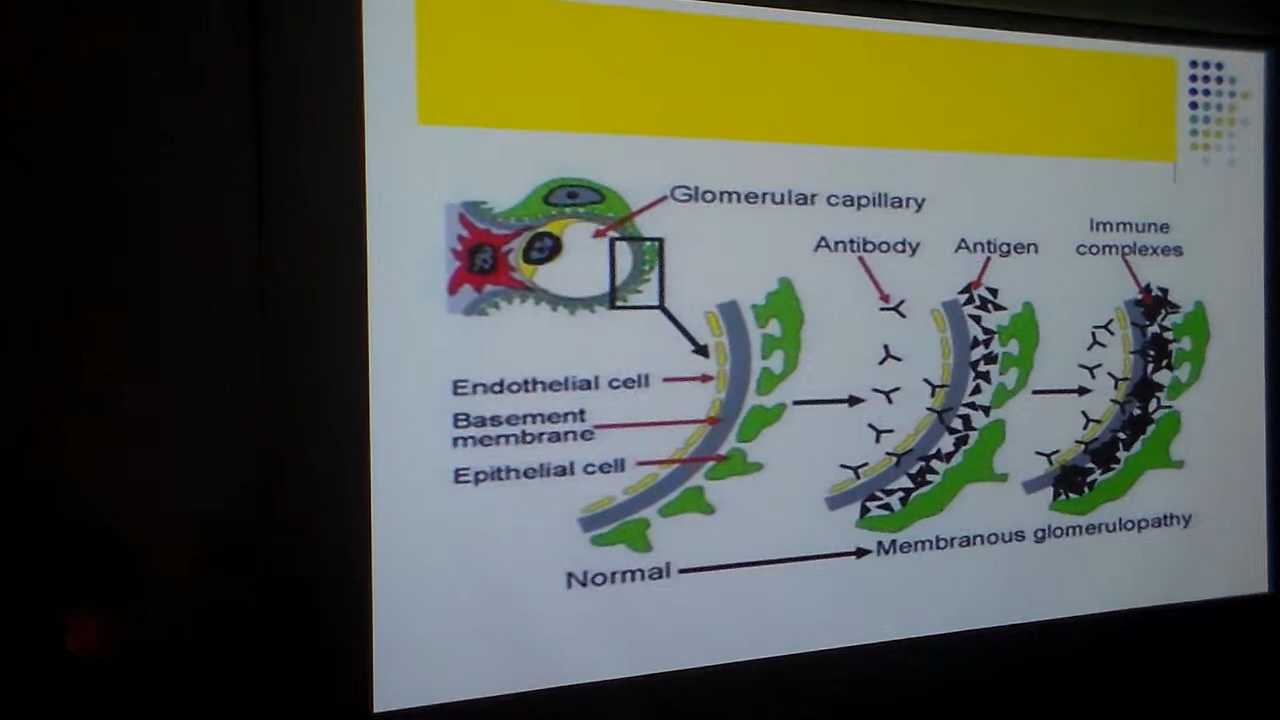 Glomerular capillary
Antibody
Antigen
Immune
complexes
Endothelial cell
Basement
membrane
Epithelial cell
Normal
Membranous glomerulopathy